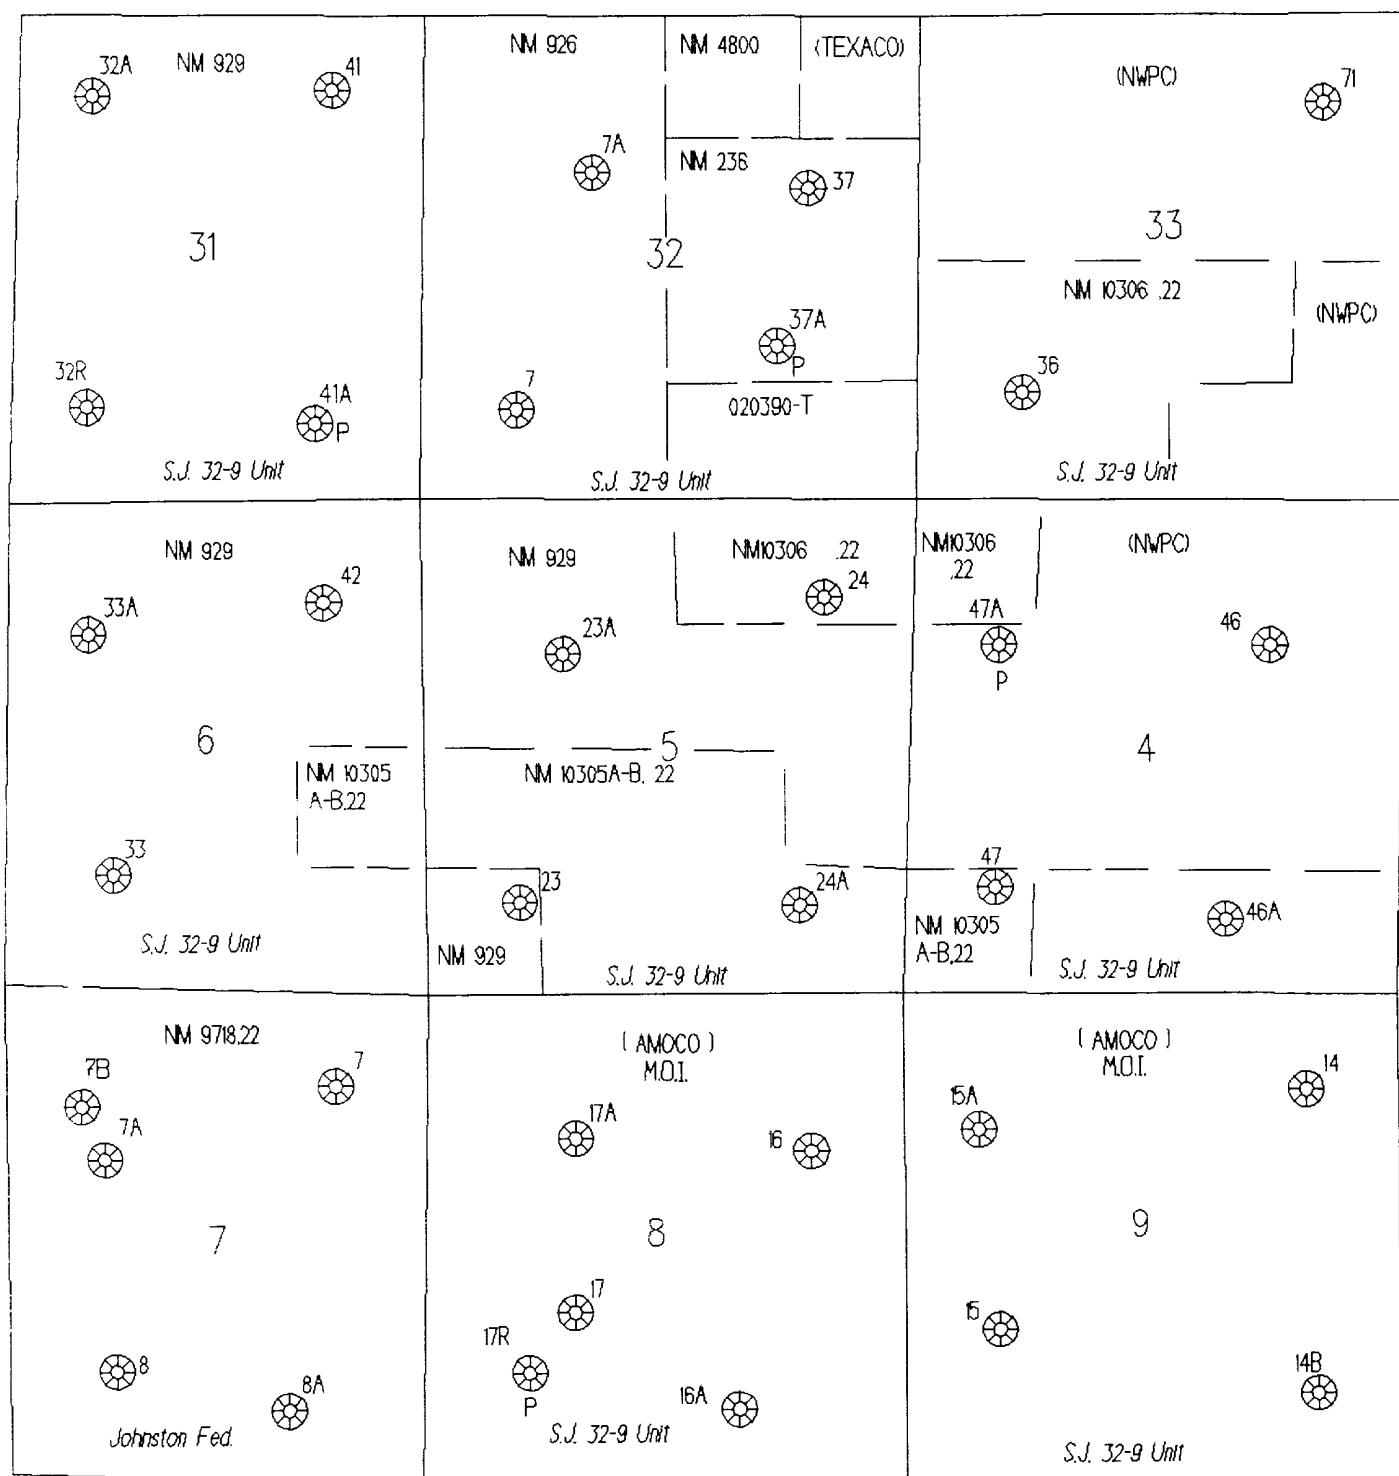 32A
NM 929
41
31
32R
41A
P
S.J. 32-9 Unit
NM 926
NM 4800
(TEXACO)
7A
NM 236
37
32
37A
P
7
020390-T
S.J. 32-9 Unit
(NWPC)
71
33
NM 10306 .22
(NWPC)
36
S.J. 32-9 Unit
NM 929
42
33A
6
NM 10305
A-B.22
33
S.J. 32-9 Unit
NM 929
NM10306 .22
24
23A
5
NM 10305A-B. 22
23
24A
NM 929
S.J. 32-9 Unit
NM10306
.22
(NWPC)
47A
P
46
4
47
NM 10305
A-B.22
46A
S.J. 32-9 Unit
NM 9718.22
7B
7
7A
7
8
8A
Johnston Fed.
( AMOCO )
M.O.I.
17A
16
8
17
17R
P
16A
S.J. 32-9 Unit
( AMOCO )
M.O.I.
14
15A
9
15
14B
S.J. 32-9 Unit